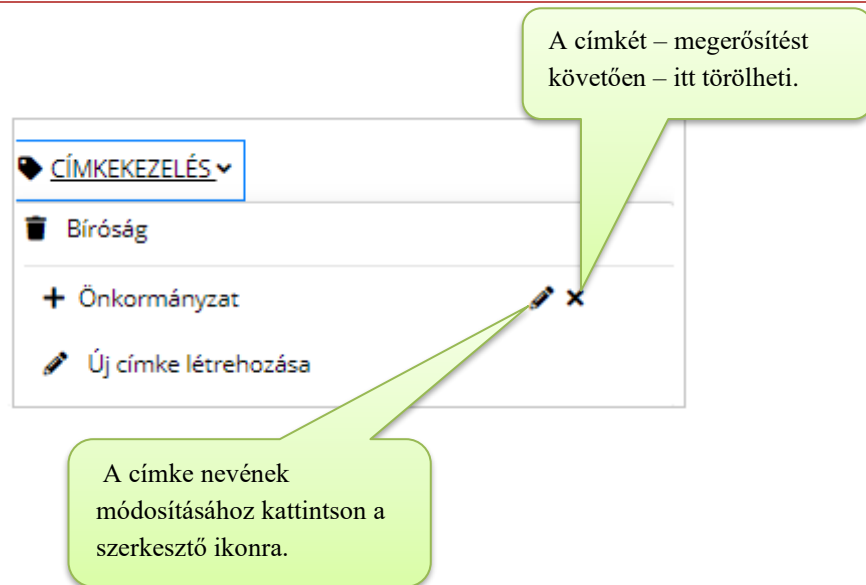 A címkét – megerősítést
követően – itt törölheti.
CÍMKEKEZELÉS
Bíróság
Önkormányzat
Új címke létrehozása
A címke nevének
módosításához kattintson a
szerkesztő ikonra.